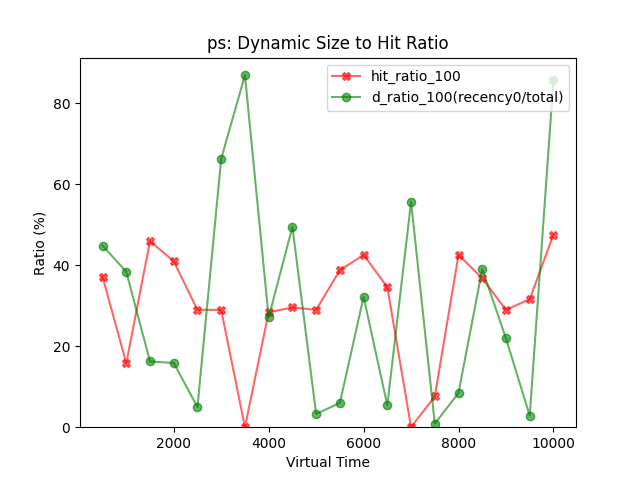 ps: Dynamic Size to Hit Ratio
hit_ratio_100
d_ratio_100(recency0/total)
Ratio (%)
80
60
40
20
0
2000 4000 6000 8000 10000
Virtual Time